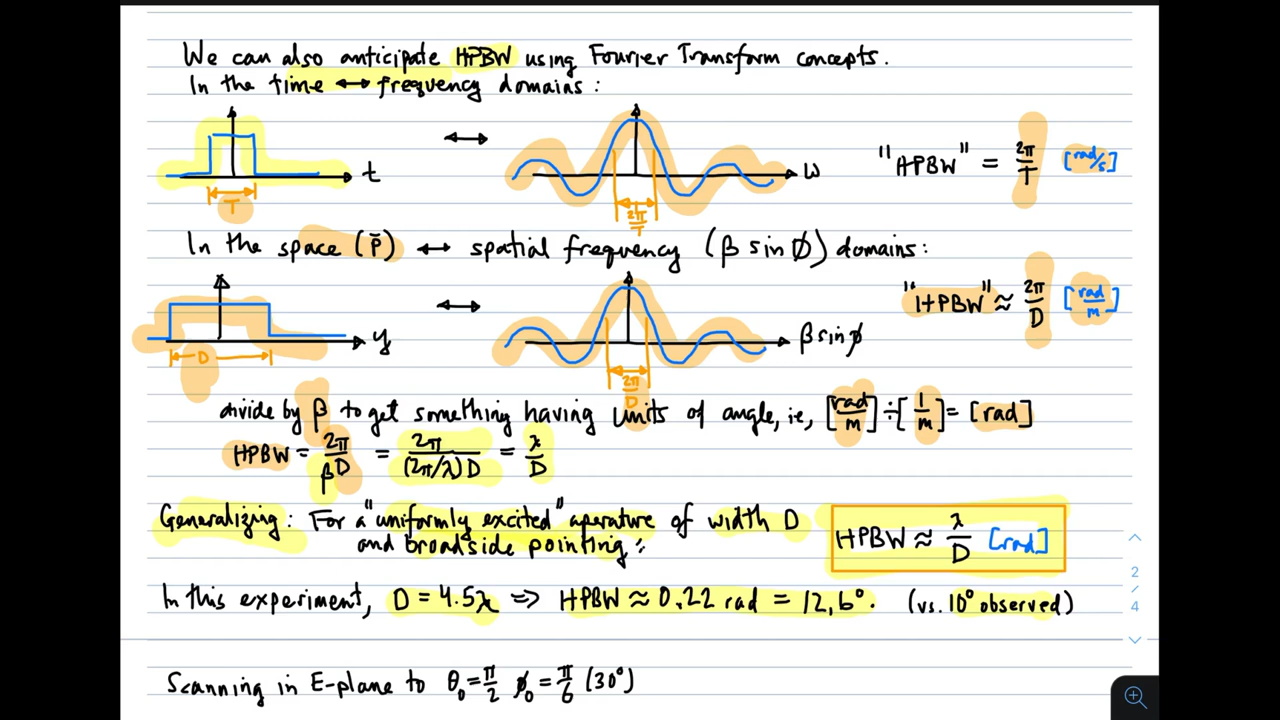 We can also anticipate HPBW using Fourier Transform concepts.
In the time ↔ frequency domains:
t
↔
ω
T
2π/T
"HPBW" = 2π/T [rad/s]
In the space (p̄) ↔ spatial frequency (β sin ϕ) domains:
y
↔
β sin ϕ
D
2π/D
"HPBW" ≈ 2π/D [rad/m]
divide by β to get something having units of angle, ie, [rad/m] ÷ [1/m] = [rad]
HPBW = 2π/βD = 2π/(2π/λ)D = λ/D
Generalizing: For a "uniformly excited" aperature of width D
and broadside pointing:
HPBW ≈ λ/D [rad]
In this experiment, D = 4.5λ ⇒ HPBW ≈ 0.22 rad = 12,6°. (vs. 10° observed)
2
/
4
Scanning in E-plane to θ₀ = π/2 ϕ₀ = π/6 (30°)